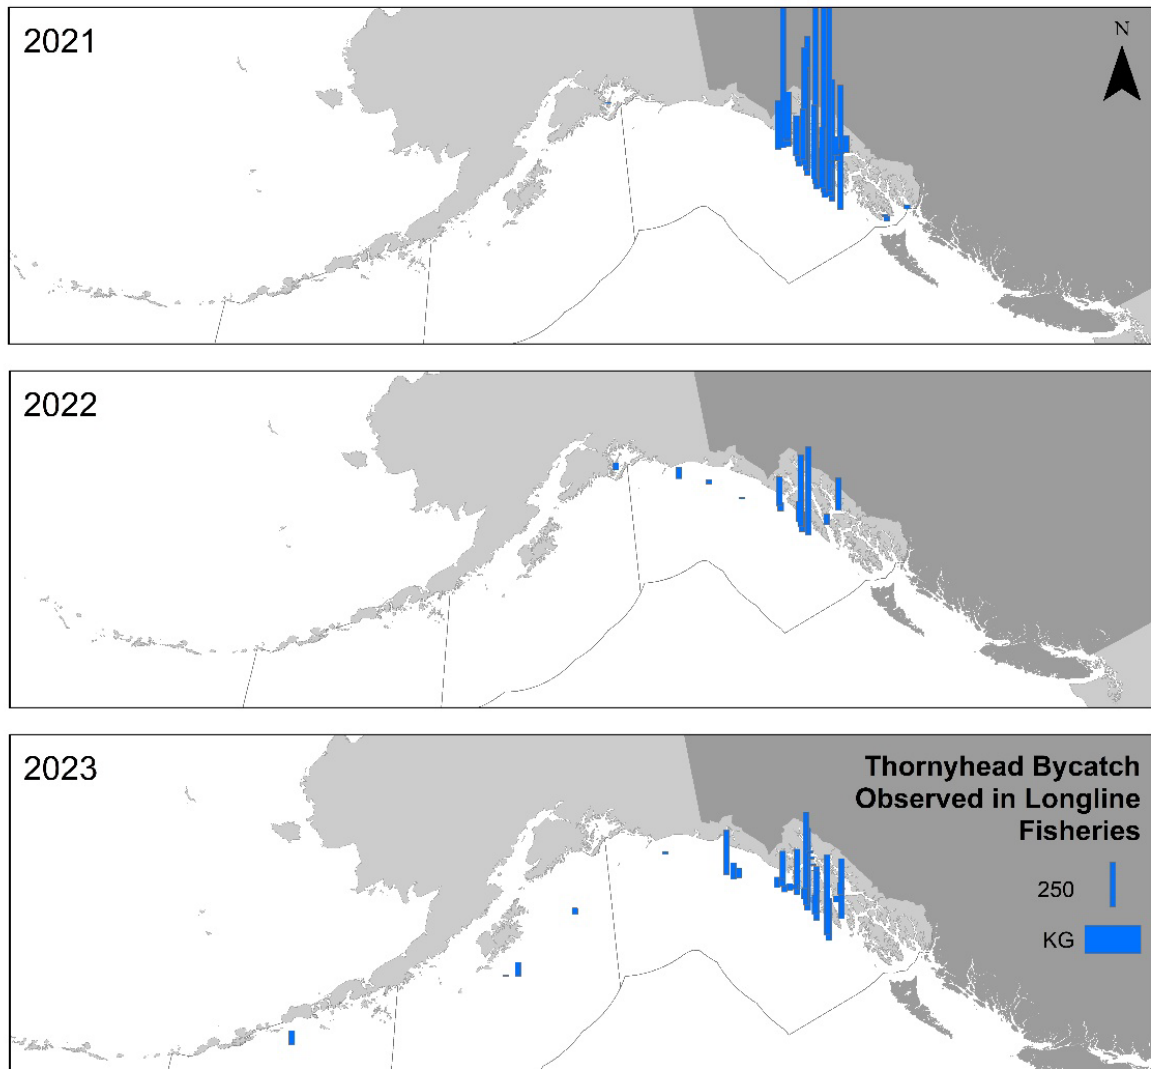 2021
N
2022
2023
Thornyhead Bycatch
Observed in Longline
Fisheries
250
KG